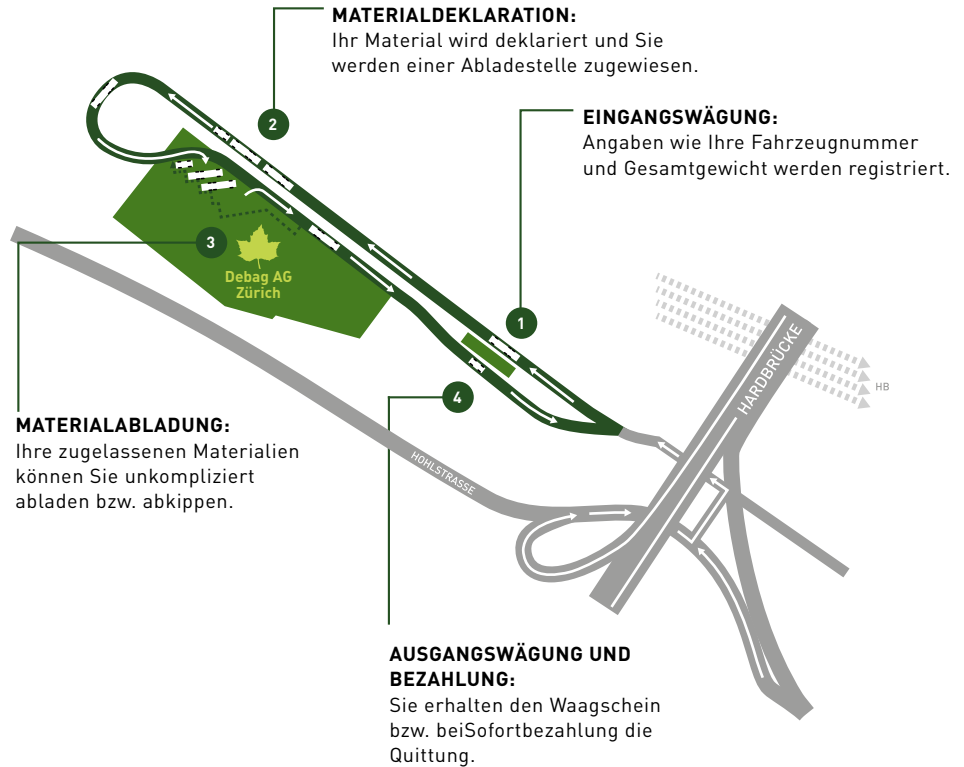 MATERIALDEKLARATION:
Ihr Material wird deklariert und Sie
werden einer Abladestelle zugewiesen.
2
EINGANGSWÄGUNG:
Angaben wie Ihre Fahrzeugnummer
und Gesamtgewicht werden registriert.
3
Debag AG
Zürich
1
HARDBRÜCKE
HB
4
MATERIALABLADUNG:
Ihre zugelassenen Materialien
können Sie unkompliziert
abladen bzw. abkippen.
HOHLSTRASSE
AUSGANGSWÄGUNG UND
BEZAHLUNG:
Sie erhalten den Waagschein
bzw. beiSofortbezahlung die
Quittung.